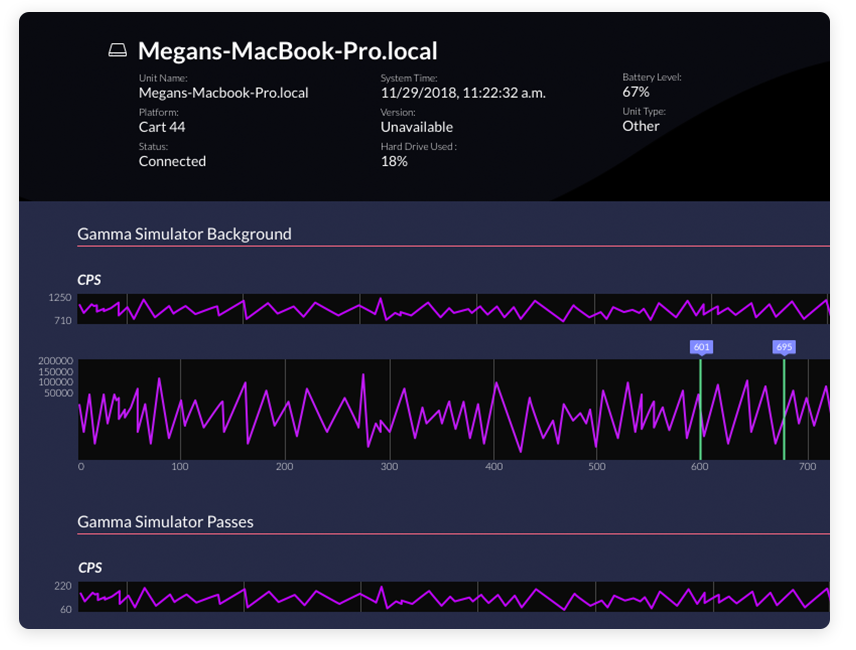 Megans-MacBook-Pro.local
Unit Name: System Time: Battery Level:
Megans-Macbook-Pro.local 11/29/2018, 11:22:32 a.m. 67%
Platform: Version: Unit Type:
Cart 44 Unavailable Other
Status: Hard Drive Used :
Connected 18%
Gamma Simulator Background
CPS
1250
710
601 695
200000
150000
100000
50000
0 100 200 300 400 500 600 700
Gamma Simulator Passes
CPS
220
60